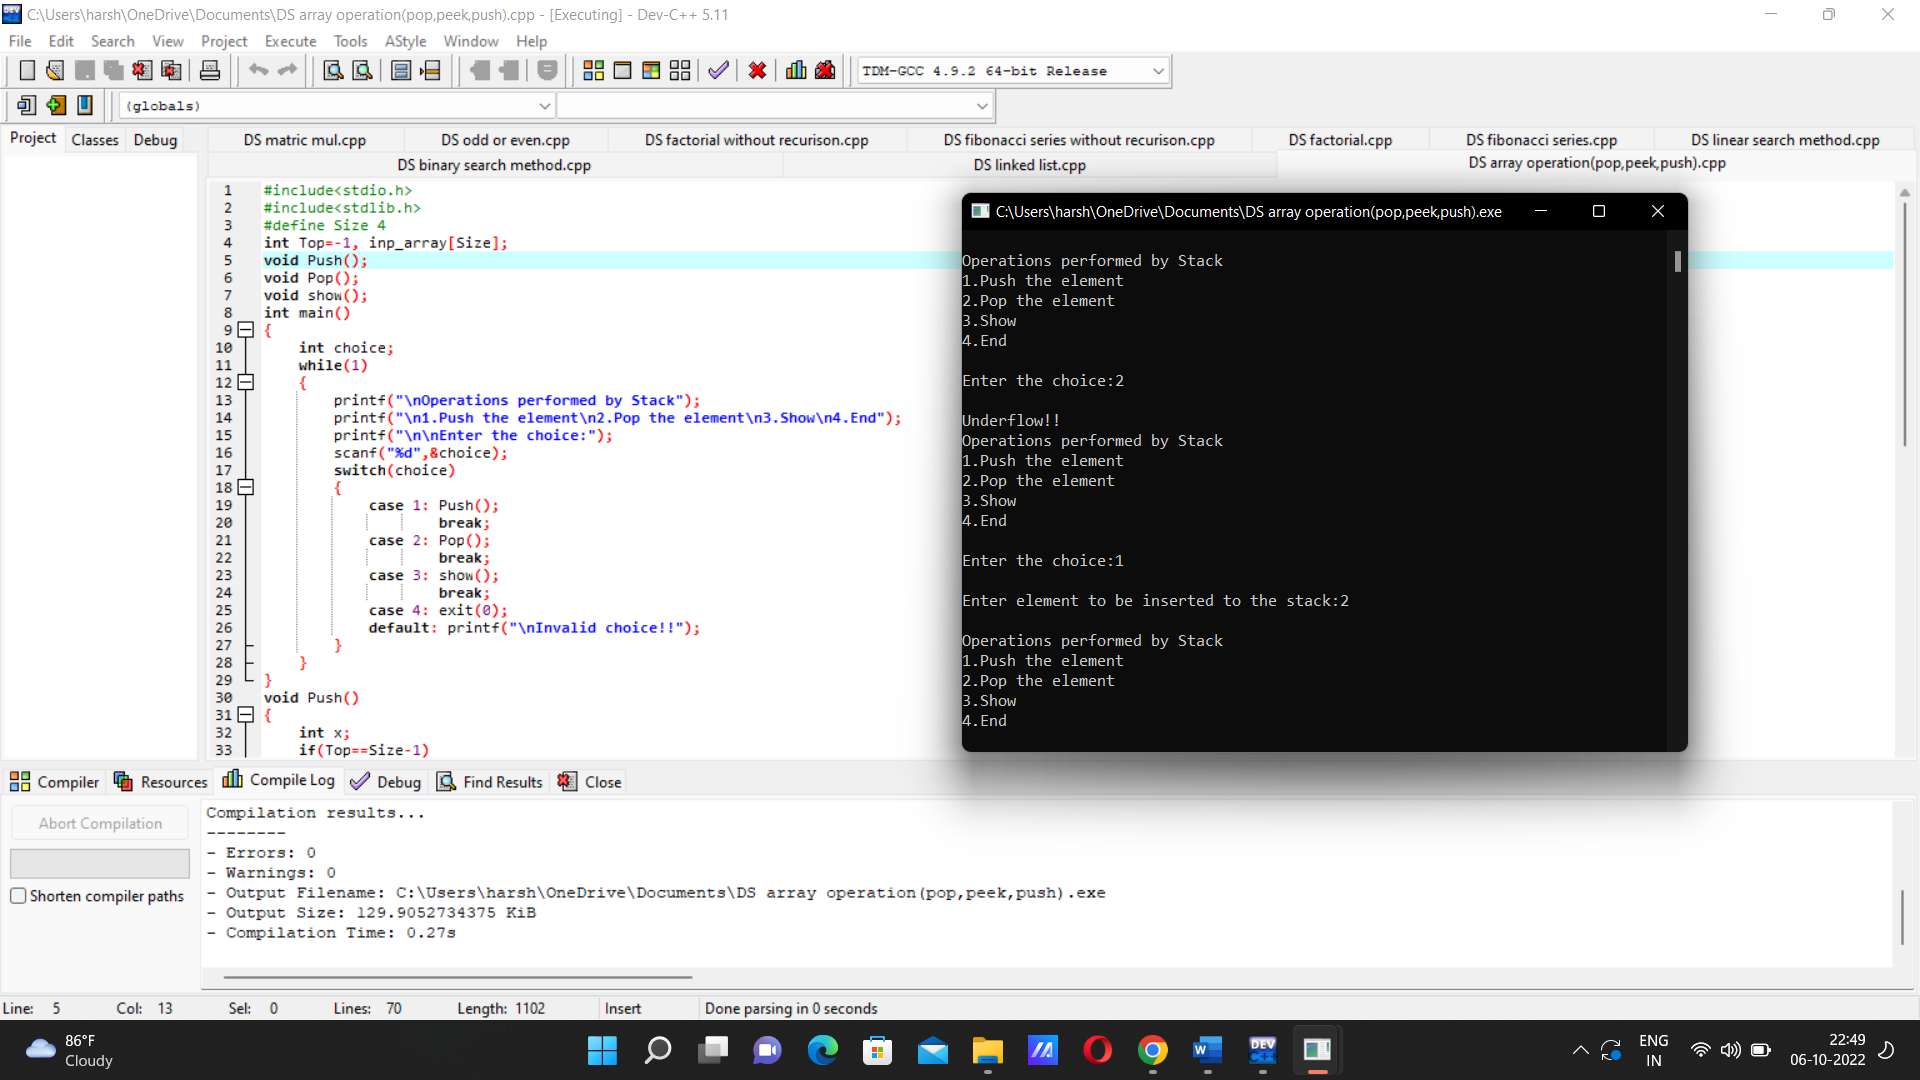 C:\Users\harsh\OneDrive\Documents\DS array operation(pop,peek,push).cpp - [Executing] - Dev-C++ 5.11
File Edit Search View Project Execute Tools AStyle Window Help
TDM-GCC 4.9.2 64-bit Release
(globals)
Project Classes Debug
DS matric mul.cpp DS odd or even.cpp DS factorial without recurison.cpp DS fibonacci series without recurison.cpp DS factorial.cpp DS fibonacci series.cpp DS linear search method.cpp
DS binary search method.cpp DS linked list.cpp DS array operation(pop,peek,push).cpp
1 #include<stdio.h>
2 #include<stdlib.h>
3 #define Size 4
4 int Top=-1, inp_array[Size];
5 void Push();
6 void Pop();
7 void show();
8 int main()
9 {
10 int choice;
11 while(1)
12 {
13 printf("\nOperations performed by Stack");
14 printf("\n1.Push the element\n2.Pop the element\n3.Show\n4.End");
15 printf("\n\nEnter the choice:");
16 scanf("%d",&choice);
17 switch(choice)
18 {
19 case 1: Push();
20 break;
21 case 2: Pop();
22 break;
23 case 3: show();
24 break;
25 case 4: exit(0);
26 default: printf("\nInvalid choice!!");
27 }
28 }
29 }
30 void Push()
31 {
32 int x;
33 if(Top==Size-1)
C:\Users\harsh\OneDrive\Documents\DS array operation(pop,peek,push).exe
Operations performed by Stack
1.Push the element
2.Pop the element
3.Show
4.End
Enter the choice:2
Underflow!!
Operations performed by Stack
1.Push the element
2.Pop the element
3.Show
4.End
Enter the choice:1
Enter element to be inserted to the stack:2
Operations performed by Stack
1.Push the element
2.Pop the element
3.Show
4.End
Compiler Resources Compile Log Debug Find Results Close
Abort Compilation
Shorten compiler paths
Compilation results...
--------
- Errors: 0
- Warnings: 0
- Output Filename: C:\Users\harsh\OneDrive\Documents\DS array operation(pop,peek,push).exe
- Output Size: 129.9052734375 KiB
- Compilation Time: 0.27s
Line: 5 Col: 13 Sel: 0 Lines: 70 Length: 1102 Insert Done parsing in 0 seconds
86°F
Cloudy
DEV
C++
ENG
IN
22:49
06-10-2022